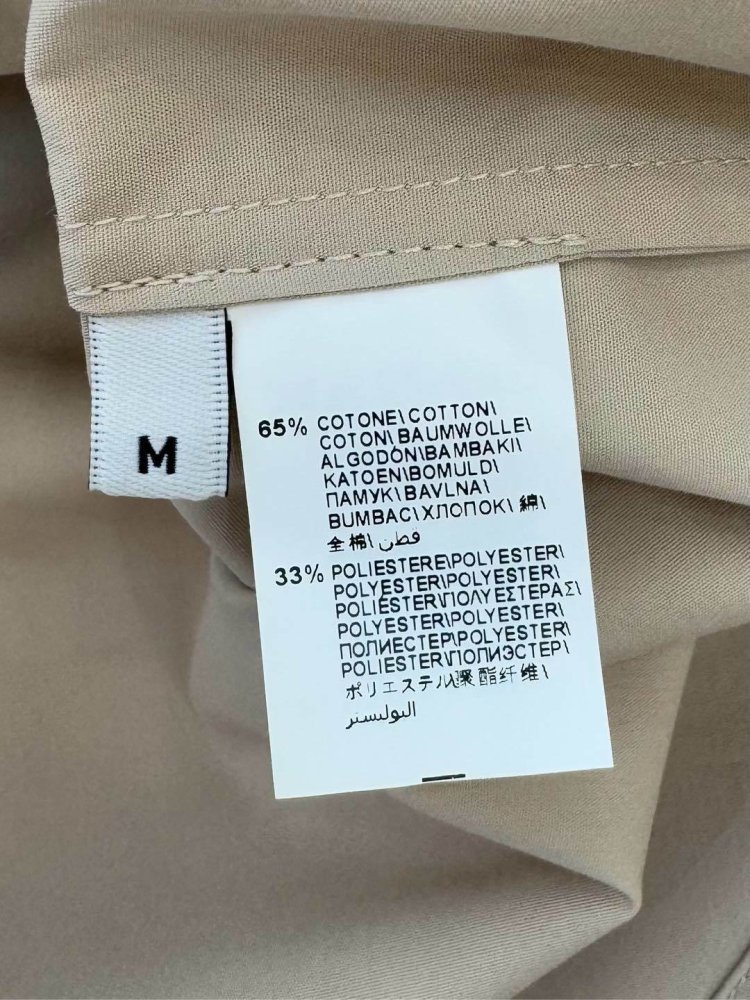 M
65% COTONE\COTTON\
COTON\BAUMWOLLE\
ALGODÓN\BAMBAKI\
KATOEN\BOMULD\
ПАМУК\BAVLNA\
BUMBAC\ХЛОПОК\ 綿\
全棉\ قطن
33% POLIESTERE\POLYESTER\
POLYESTER\POLYESTER\
POLIÉSTER\ΠΟΛΥΕΣΤΕΡΑΣ\
POLYESTER\POLYESTER\
ПОЛИЕСТЕР\POLYESTER\
POLIESTER\ПОЛИЭСТЕР\
ポリエステル\聚酯纤维\
البوليستر